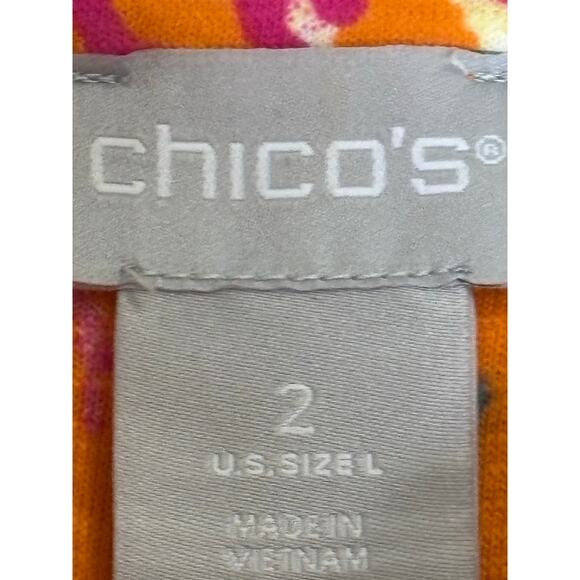 chico's®
2
U.S. SIZE L
MADE IN
VIETNAM